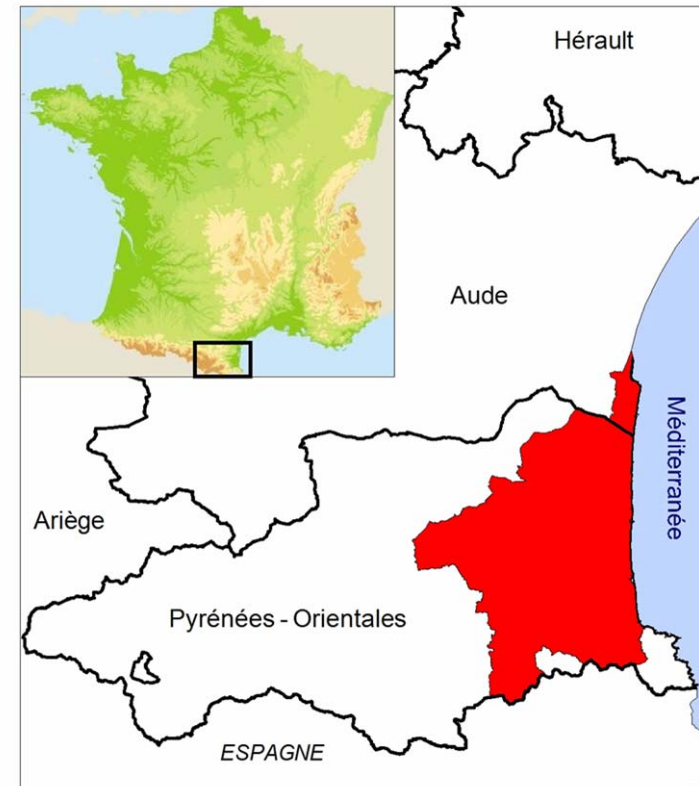 Hérault
Aude
Méditerranée
Ariège
Pyrénées - Orientales
ESPAGNE